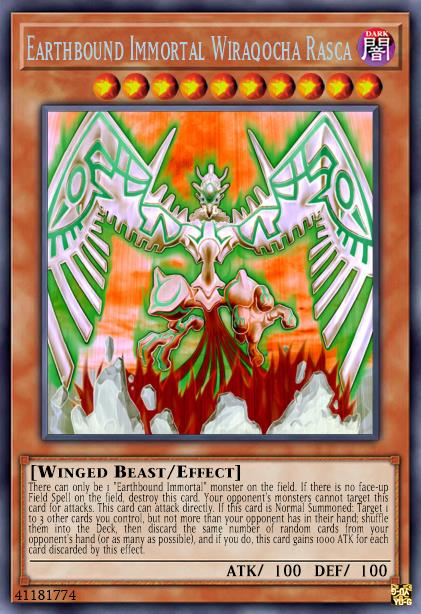 EARTHBOUND IMMORTAL WIRAQOCHA RASCA
DARK
闇
[WINGED BEAST/EFFECT]
There can only be 1 "Earthbound Immortal" monster on the field. If there is no face-up
Field Spell on the field, destroy this card. Your opponent's monsters cannot target this
card for attacks. This card can attack directly. If this card is Normal Summoned: Target 1
to 3 other cards you control, but not more than your opponent has in their hand; shuffle
them into the Deck, then discard the same number of random cards from your
opponent's hand (or as many as possible), and if you do, this card gains 1000 ATK for each
card discarded by this effect.
ATK/ 100 DEF/ 100
41181774